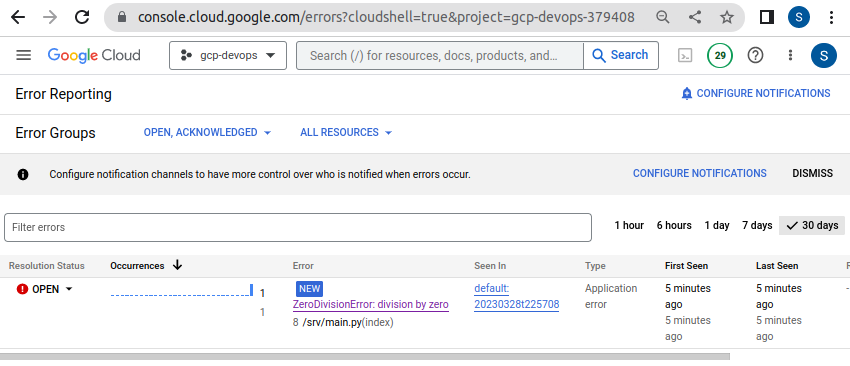 console.cloud.google.com/errors?cloudshell=true&project=gcp-devops-379408
S
Google Cloud
gcp-devops
Search (/) for resources, docs, products, and...
Search
29
S
Error Reporting
CONFIGURE NOTIFICATIONS
Error Groups
OPEN, ACKNOWLEDGED
ALL RESOURCES
Configure notification channels to have more control over who is notified when errors occur.
CONFIGURE NOTIFICATIONS
DISMISS
Filter errors
1 hour
6 hours
1 day
7 days
30 days
Resolution Status
Occurrences
Error
Seen In
Type
First Seen
Last Seen
OPEN
1
1
NEW
ZeroDivisionError: division by zero
8 /srv/main.py(index)
default:
20230328t225708
Application
error
5 minutes
ago
5 minutes
ago
5 minutes
ago
5 minutes
ago
-